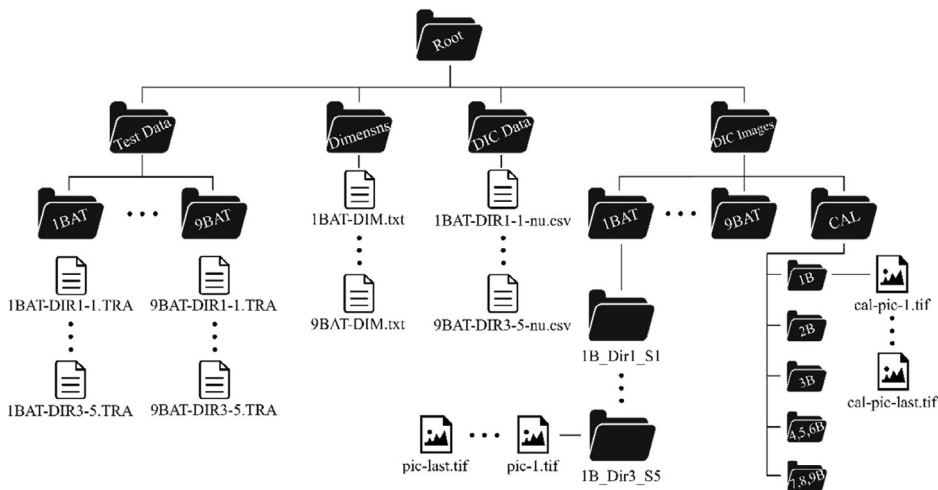 Root
Test Data
Dimensns
DIC Data
DIC Images
1BAT
9BAT
1BAT-DIM.txt
1BAT-DIR1-1-nu.csv
1BAT
9BAT
CAL
1BAT-DIR1-1.TRA
9BAT-DIR1-1.TRA
9BAT-DIM.txt
9BAT-DIR3-5-nu.csv
1B_Dir1_S1
1B
cal-pic-1.tif
2B
3B
cal-pic-last.tif
1BAT-DIR3-5.TRA
9BAT-DIR3-5.TRA
4,5,6B
pic-last.tif
pic-1.tif
1B_Dir3_S5
7,8,9B